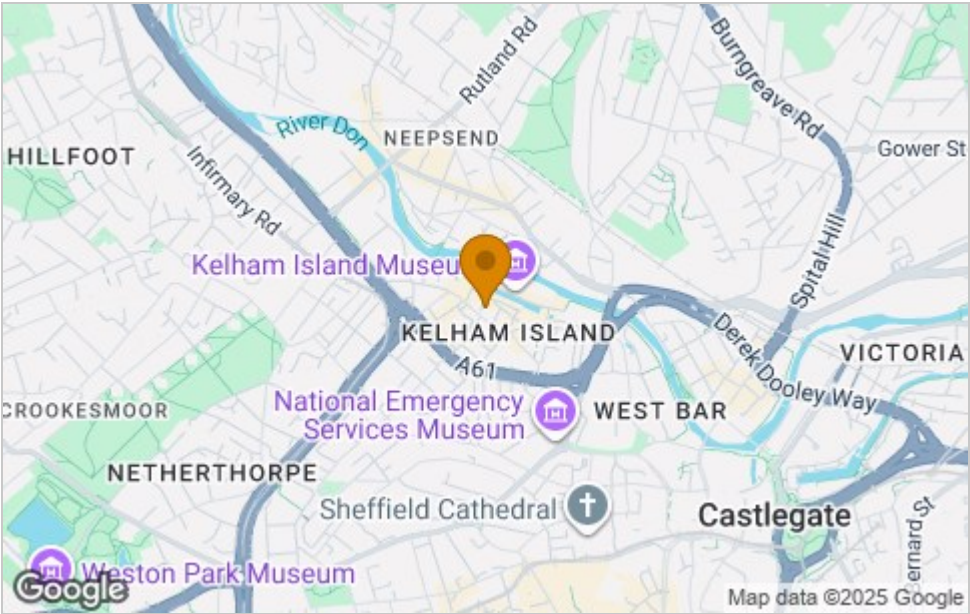 Rutland Rd
Burngreave Rd
River Don
NEEPSEND
HILLFOOT
Gower St
Infirmary Rd
Spital Hill
Kelham Island Museu
KELHAM ISLAND
Derek Dooley Way
VICTORIA
A61
National Emergency
Services Museum
WEST BAR
CROOKESMOOR
NETHERTHORPE
Sheffield Cathedral
Castlegate
ernard St
Weston Park Museum
Google
Map data ©2025 Google